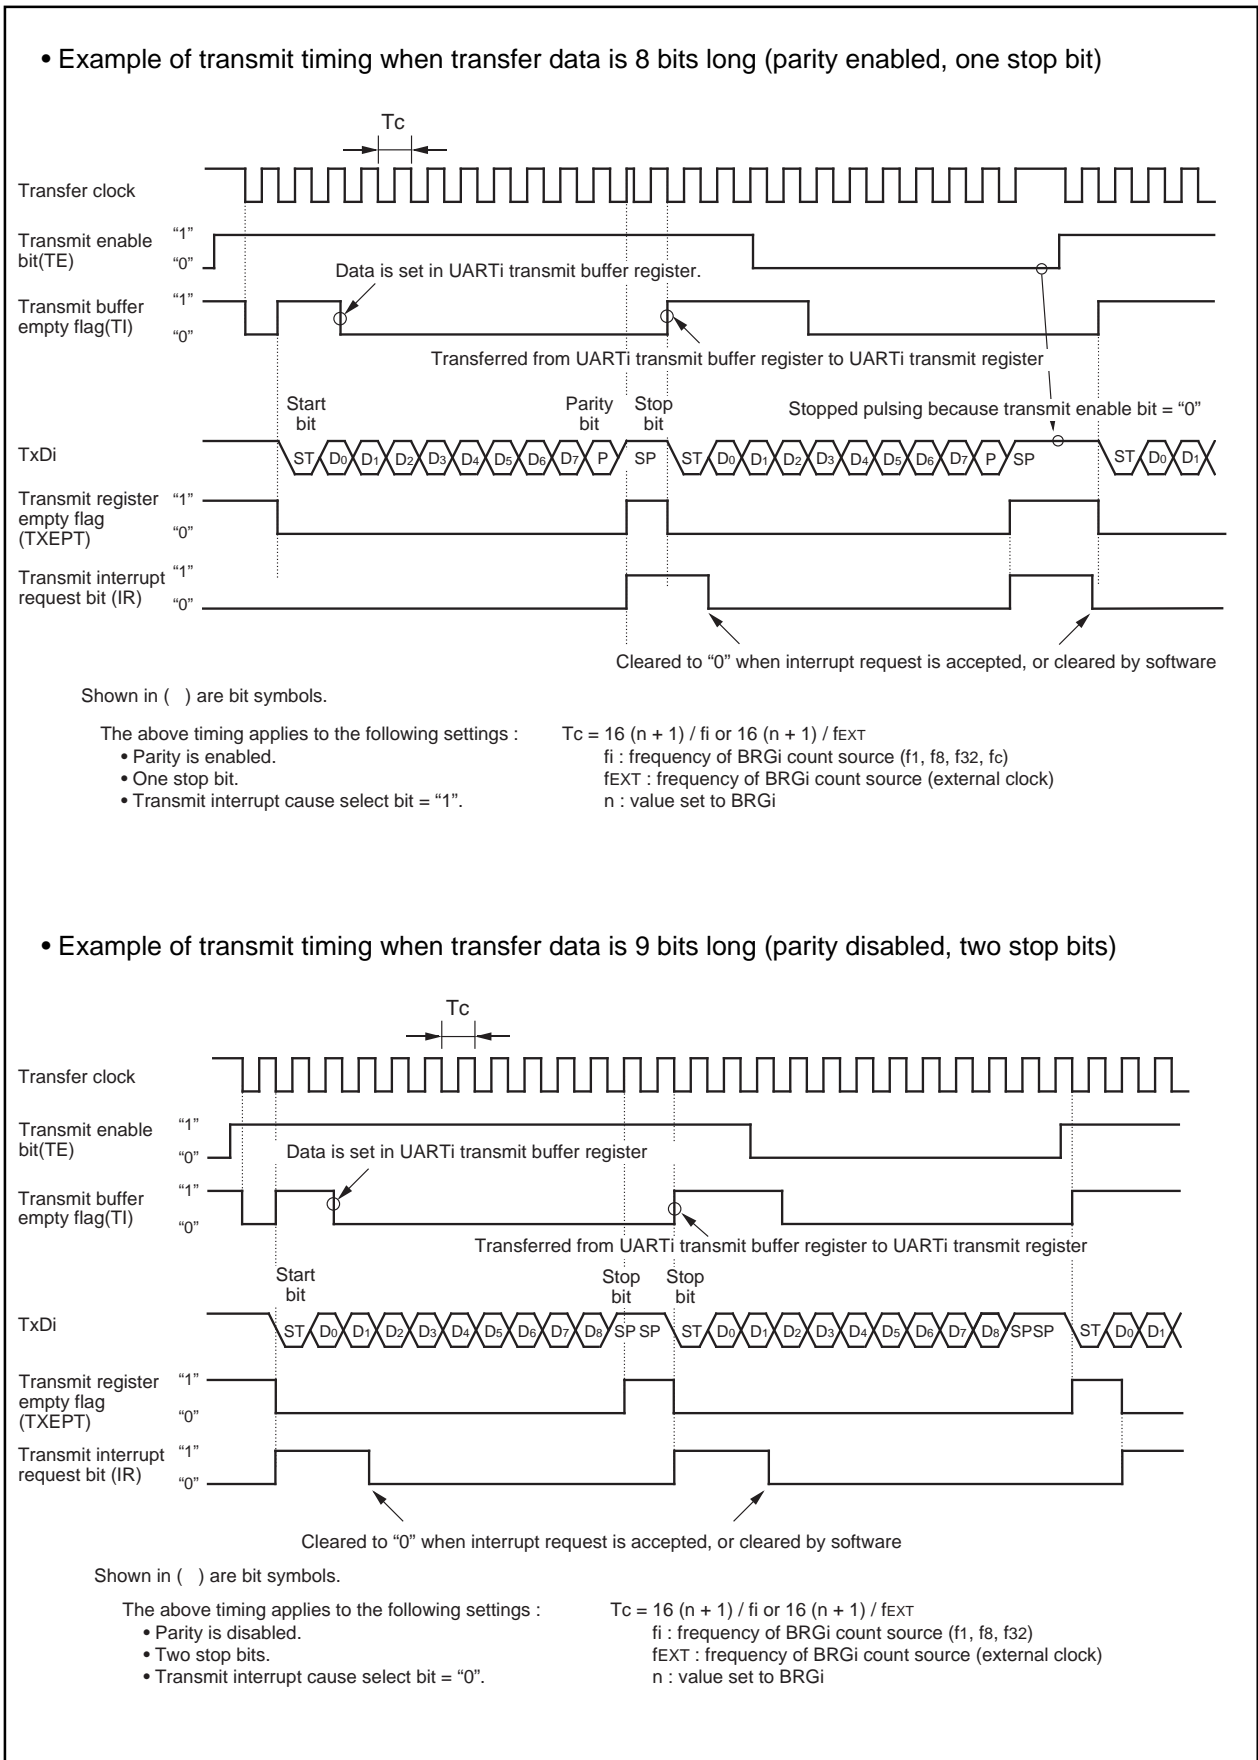 • Example of transmit timing when transfer data is 8 bits long (parity enabled, one stop bit)
Tc
Transfer clock
Transmit enable
bit(TE)
“1”
“0”
Data is set in UARTi transmit buffer register.
Transmit buffer
empty flag(TI)
“1”
“0”
Transferred from UARTi transmit buffer register to UARTi transmit register
Start
bit
Parity
bit
Stop
bit
Stopped pulsing because transmit enable bit = “0”
TxDi
ST D0 D1 D2 D3 D4 D5 D6 D7 P SP ST D0 D1 D2 D3 D4 D5 D6 D7 P SP ST D0 D1
Transmit register
empty flag
(TXEPT)
“1”
“0”
Transmit interrupt
request bit (IR)
“1”
“0”
Cleared to “0” when interrupt request is accepted, or cleared by software
Shown in ( ) are bit symbols.
The above timing applies to the following settings :
• Parity is enabled.
• One stop bit.
• Transmit interrupt cause select bit = “1”.
Tc = 16 (n + 1) / fi or 16 (n + 1) / fEXT
fi : frequency of BRGi count source (f1, f8, f32, fc)
fEXT : frequency of BRGi count source (external clock)
n : value set to BRGi
• Example of transmit timing when transfer data is 9 bits long (parity disabled, two stop bits)
Tc
Transfer clock
Transmit enable
bit(TE)
“1”
“0”
Data is set in UARTi transmit buffer register
Transmit buffer
empty flag(TI)
“1”
“0”
Transferred from UARTi transmit buffer register to UARTi transmit register
Start
bit
Stop
bit
Stop
bit
TxDi
ST D0 D1 D2 D3 D4 D5 D6 D7 D8 SP SP ST D0 D1 D2 D3 D4 D5 D6 D7 D8 SPSP ST D0 D1
Transmit register
empty flag
(TXEPT)
“1”
“0”
Transmit interrupt
request bit (IR)
“1”
“0”
Cleared to “0” when interrupt request is accepted, or cleared by software
Shown in ( ) are bit symbols.
The above timing applies to the following settings :
• Parity is disabled.
• Two stop bits.
• Transmit interrupt cause select bit = “0”.
Tc = 16 (n + 1) / fi or 16 (n + 1) / fEXT
fi : frequency of BRGi count source (f1, f8, f32)
fEXT : frequency of BRGi count source (external clock)
n : value set to BRGi